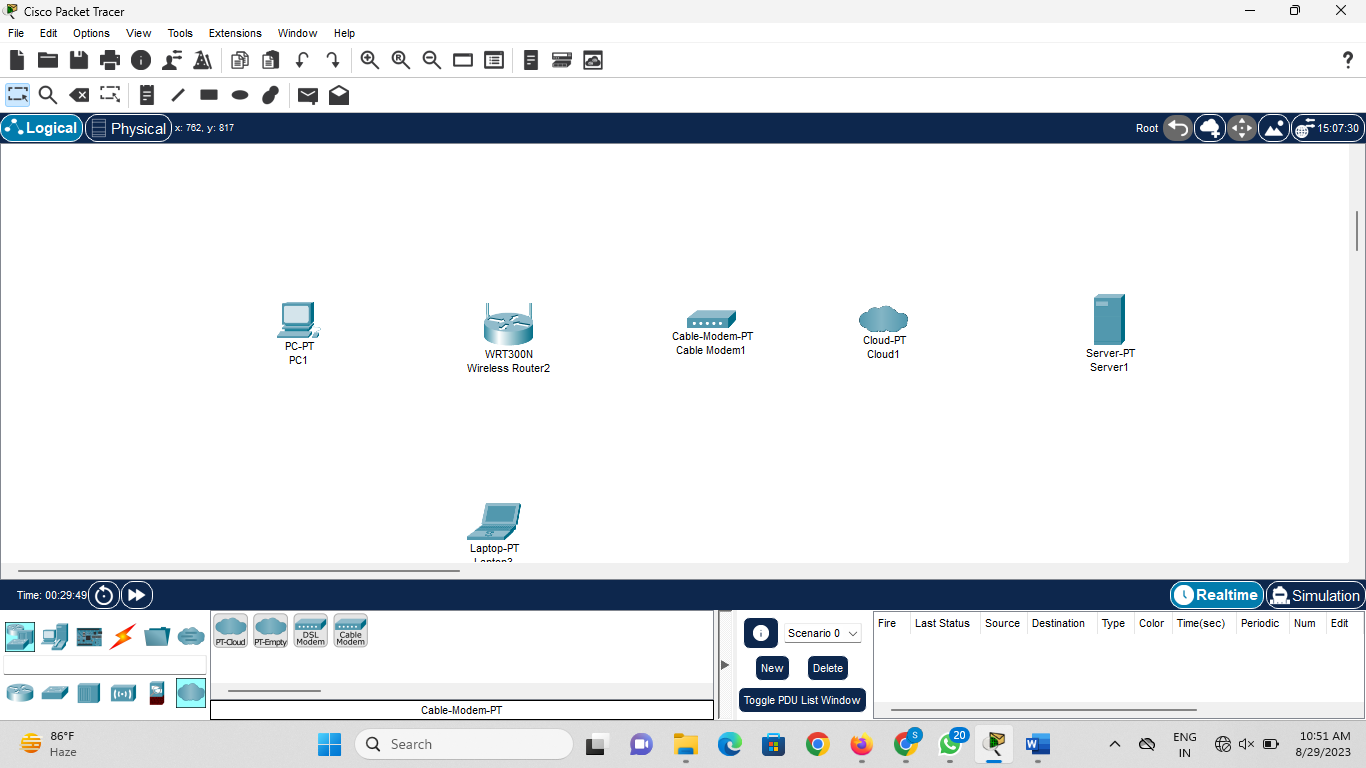 Cisco Packet Tracer
File Edit Options View Tools Extensions Window Help
Logical Physical x: 762, y: 817 Root 15:07:30
PC-PT
PC1
WRT300N
Wireless Router2
Cable-Modem-PT
Cable Modem1
Cloud-PT
Cloud1
Server-PT
Server1
Laptop-PT
Time: 00:29:49 Realtime Simulation
PT-Cloud PT-Empty DSL Modem Cable Modem
Cable-Modem-PT
Scenario 0
New Delete
Toggle PDU List Window
Fire Last Status Source Destination Type Color Time(sec) Periodic Num Edit
86°F
Haze
Search
S
20
ENG
IN
10:51 AM
8/29/2023